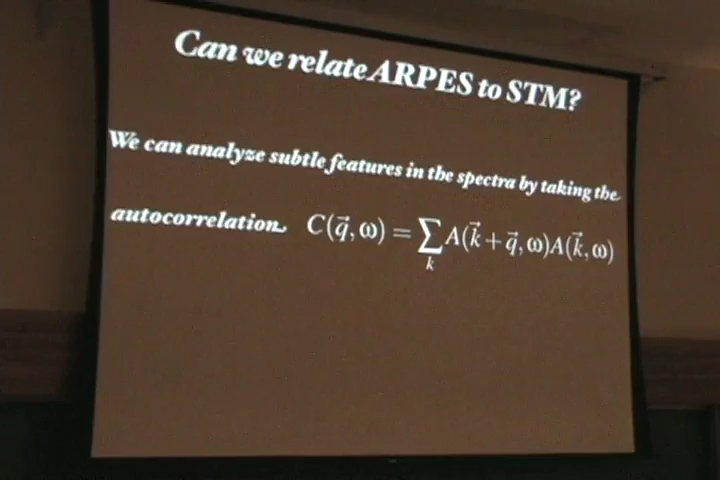 Can we relate ARPES to STM?
We can analyze subtle features in the spectra by taking the
autocorrelation. C(q⃗, ω) = ∑ₖ A(k⃗ + q⃗, ω)A(k⃗, ω)